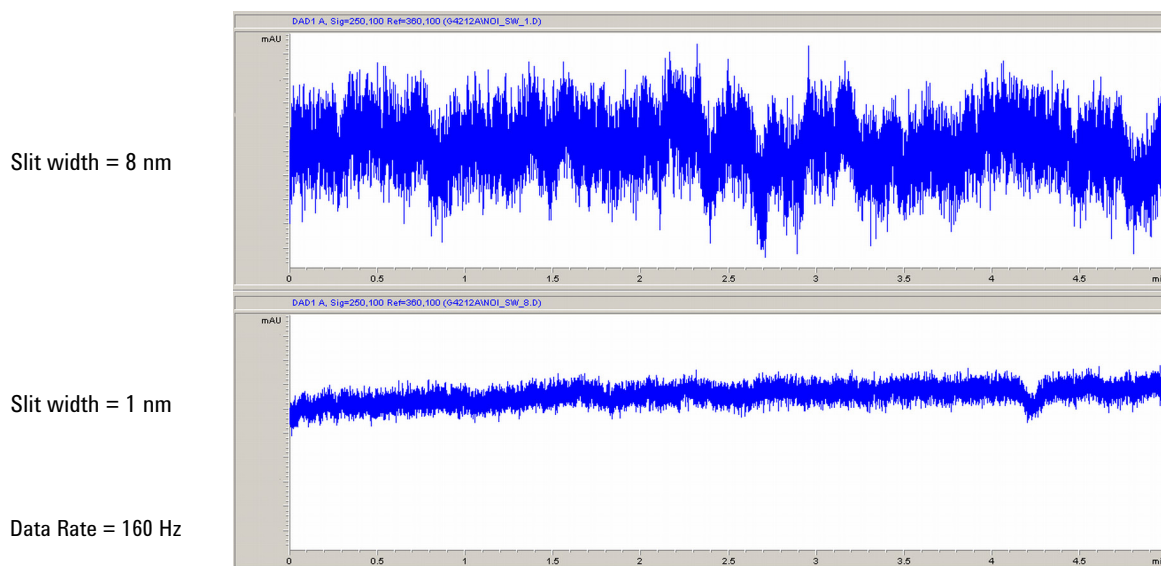 DAD1 A, Sig=250,100 Ref=360,100 (G4212A\NOI_SW_1.D)
mAU
Slit width = 8 nm
0 0.5 1 1.5 2 2.5 3 3.5 4 4.5 mi
DAD1 A, Sig=250,100 Ref=360,100 (G4212A\NOI_SW_8.D)
mAU
Slit width = 1 nm
Data Rate = 160 Hz
0 0.5 1 1.5 2 2.5 3 3.5 4 4.5 mi